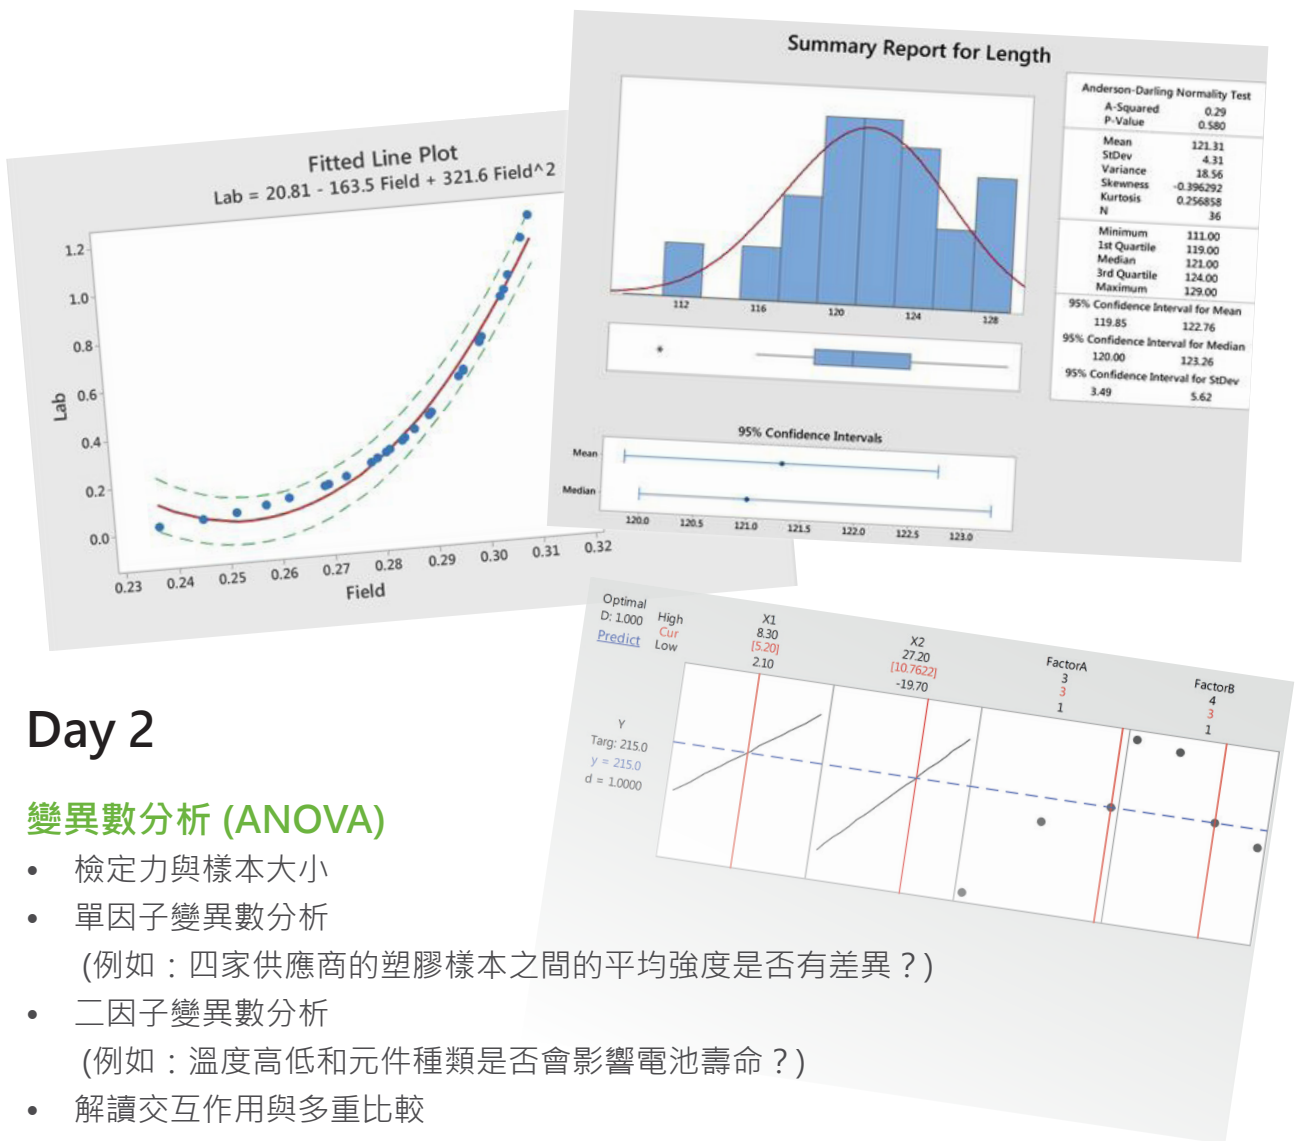 Summary Report for Length
Anderson-Darling Normality Test
A-Squared 0.29
P-Value 0.580
Mean 121.31
StDev 4.31
Variance 18.56
Skewness -0.396292
Kurtosis 0.256858
N 36
Minimum 111.00
1st Quartile 119.00
Median 121.00
3rd Quartile 124.00
Maximum 129.00
95% Confidence Interval for Mean
119.85 122.76
95% Confidence Interval for Median
120.00 123.26
95% Confidence Interval for StDev
3.49 5.62
112 116 120 124 128
95% Confidence Intervals
Mean
Median
120.0 120.5 121.0 121.5 122.0 122.5 123.0
Fitted Line Plot
Lab = 20.81 - 163.5 Field + 321.6 Field^2
1.2
1.0
0.8
0.6
0.4
0.2
0.0
Lab
0.23 0.24 0.25 0.26 0.27 0.28 0.29 0.30 0.31 0.32
Field
Optimal
D: 1.000
Predict
High
Cur
Low
X1
8.30
[5.20]
2.10
X2
27.20
[10.7622]
-19.70
FactorA
3
3
1
FactorB
4
3
1
Y
Targ: 215.0
y = 215.0
d = 1.0000
Day 2
變異數分析 (ANOVA)
• 檢定力與樣本大小
• 單因子變異數分析
(例如：四家供應商的塑膠樣本之間的平均強度是否有差異？)
• 二因子變異數分析
(例如：溫度高低和元件種類是否會影響電池壽命？)
• 解讀交互作用與多重比較